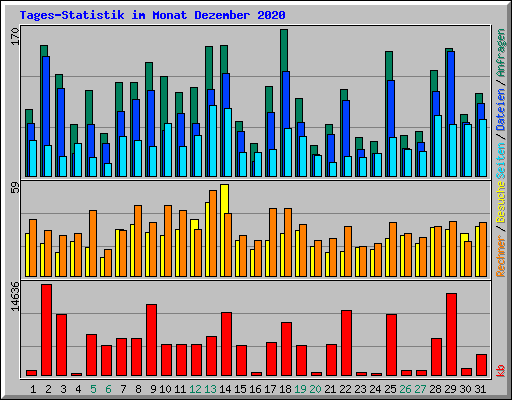 Tages-Statistik im Monat Dezember 2020
170
59
14636
Rechner / Besuche Seiten / Dateien / Anfragen
kb
1 2 3 4 5 6 7 8 9 10 11 12 13 14 15 16 17 18 19 20 21 22 23 24 25 26 27 28 29 30 31